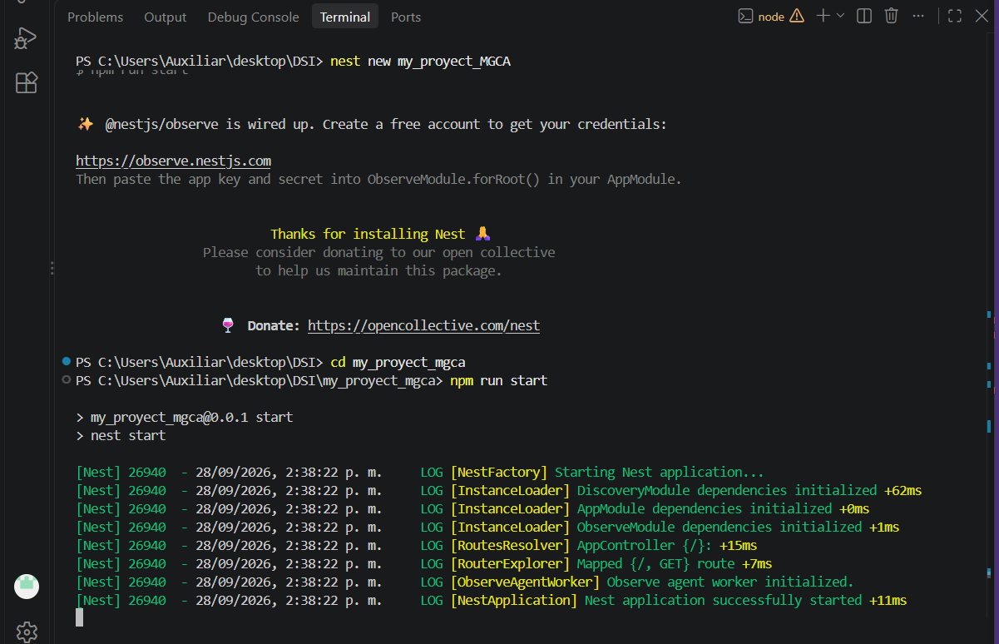 Problems Output Debug Console Terminal Ports node
PS C:\Users\Auxiliar\desktop\DSI> nest new my_proyect_MGCA
$ npm run start
✨ @nestjs/observe is wired up. Create a free account to get your credentials:
https://observe.nestjs.com
Then paste the app key and secret into ObserveModule.forRoot() in your AppModule.
Thanks for installing Nest 🙏
Please consider donating to our open collective
to help us maintain this package.
🍷 Donate: https://opencollective.com/nest
PS C:\Users\Auxiliar\desktop\DSI> cd my_proyect_mgca
PS C:\Users\Auxiliar\desktop\DSI\my_proyect_mgca> npm run start
> my_proyect_mgca@0.0.1 start
> nest start
[Nest] 26940 - 28/09/2026, 2:38:22 p. m. LOG [NestFactory] Starting Nest application...
[Nest] 26940 - 28/09/2026, 2:38:22 p. m. LOG [InstanceLoader] DiscoveryModule dependencies initialized +62ms
[Nest] 26940 - 28/09/2026, 2:38:22 p. m. LOG [InstanceLoader] AppModule dependencies initialized +0ms
[Nest] 26940 - 28/09/2026, 2:38:22 p. m. LOG [InstanceLoader] ObserveModule dependencies initialized +1ms
[Nest] 26940 - 28/09/2026, 2:38:22 p. m. LOG [RoutesResolver] AppController {/}: +15ms
[Nest] 26940 - 28/09/2026, 2:38:22 p. m. LOG [RouterExplorer] Mapped {/, GET} route +7ms
[Nest] 26940 - 28/09/2026, 2:38:22 p. m. LOG [ObserveAgentWorker] Observe agent worker initialized.
[Nest] 26940 - 28/09/2026, 2:38:22 p. m. LOG [NestApplication] Nest application successfully started +11ms